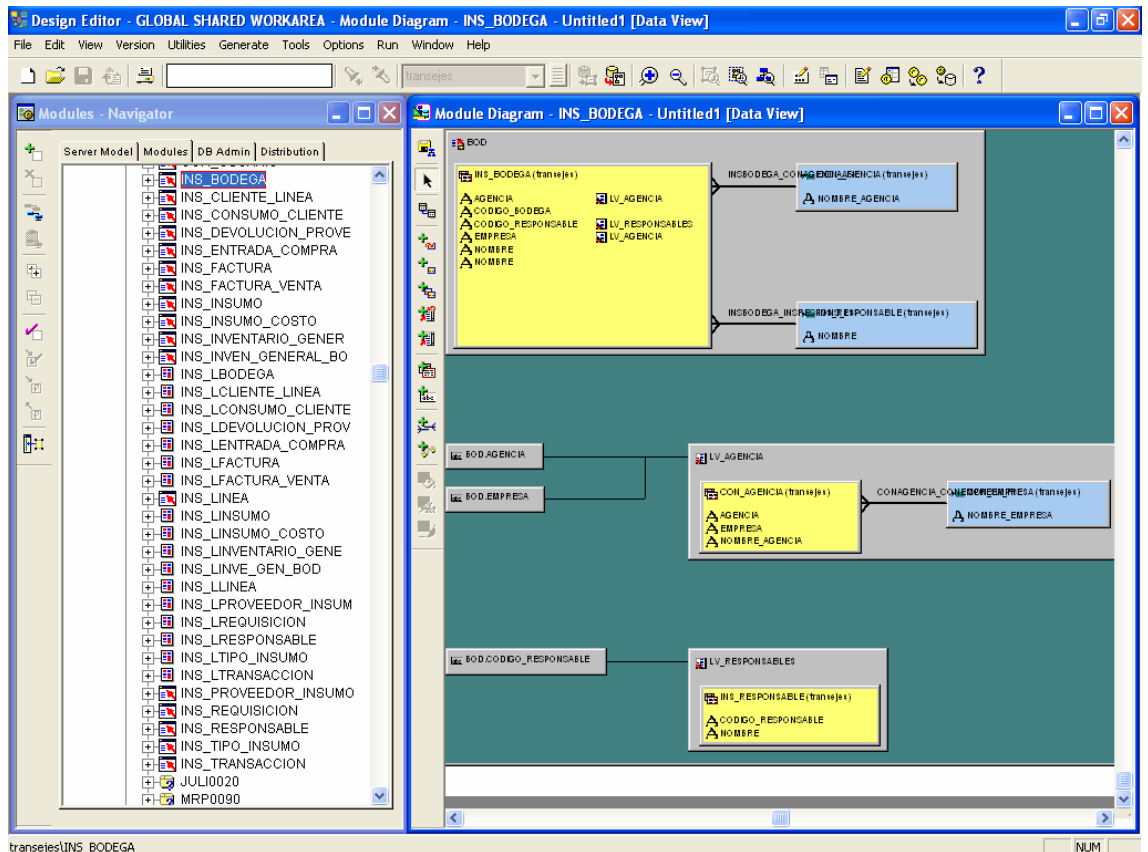 Design Editor - GLOBAL SHARED WORKAREA - Module Diagram - INS_BODEGA - Untitled1 [Data View]
File Edit View Version Utilities Generate Tools Options Run Window Help
transejes
Modules - Navigator
Server Model Modules DB Admin Distribution
INS_BODEGA
INS_CLIENTE_LINEA
INS_CONSUMO_CLIENTE
INS_DEVOLUCION_PROVE
INS_ENTRADA_COMPRA
INS_FACTURA
INS_FACTURA_VENTA
INS_INSUMO
INS_INSUMO_COSTO
INS_INVENTARIO_GENER
INS_INVEN_GENERAL_BO
INS_LBODEGA
INS_LCLIENTE_LINEA
INS_LCONSUMO_CLIENTE
INS_LDEVOLUCION_PROV
INS_LENTRADA_COMPRA
INS_LFACTURA
INS_LFACTURA_VENTA
INS_LINEA
INS_LINSUMO
INS_LINSUMO_COSTO
INS_LINVENTARIO_GENE
INS_LINVE_GEN_BOD
INS_LLINEA
INS_LPROVEEDOR_INSUM
INS_LREQUISICION
INS_LRESPONSABLE
INS_LTIPO_INSUMO
INS_LTRANSACCION
INS_PROVEEDOR_INSUMO
INS_REQUISICION
INS_RESPONSABLE
INS_TIPO_INSUMO
INS_TRANSACCION
JULI0020
MRP0090
Module Diagram - INS_BODEGA - Untitled1 [Data View]
BOD
INS_BODEGA (transejes)
AGENCIA LV_AGENCIA
CODIGO_BODEGA
CODIGO_RESPONSABLE LV_RESPONSABLES
EMPRESA LV_AGENCIA
NOMBRE
NOMBRE
(transejes)
NOMBRE_AGENCIA
(transejes)
NOMBRE
BOD.AGENCIA
BOD.EMPRESA
LV_AGENCIA
CON_AGENCIA (transejes)
AGENCIA
EMPRESA
NOMBRE_AGENCIA
(transejes)
NOMBRE_EMPRESA
BOD.CODIGO_RESPONSABLE
LV_RESPONSABLES
INS_RESPONSABLE (transejes)
CODIGO_RESPONSABLE
NOMBRE
transejes\INS_BODEGA
NUM